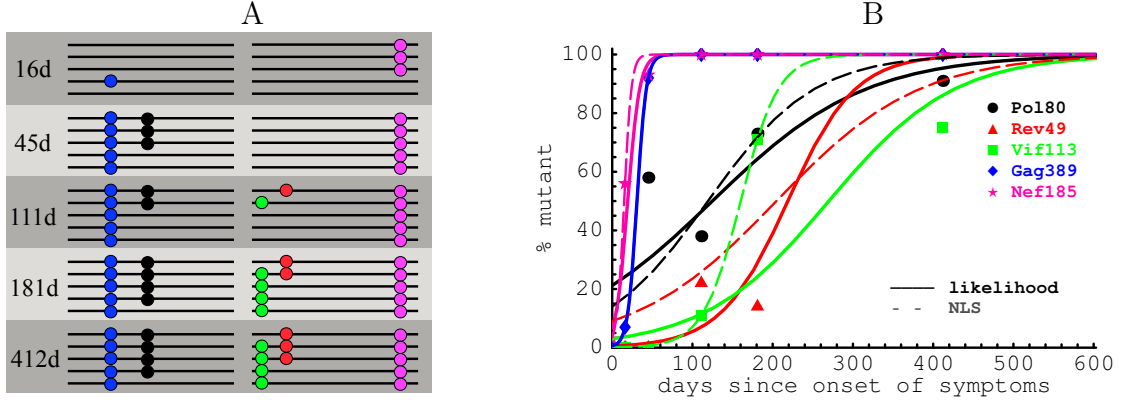 A
16d
45d
111d
181d
412d
B
% mutant
100
80
60
40
20
0
0 100 200 300 400 500 600
days since onset of symptoms
Pol80
Rev49
Vif113
Gag389
Nef185
likelihood
NLS